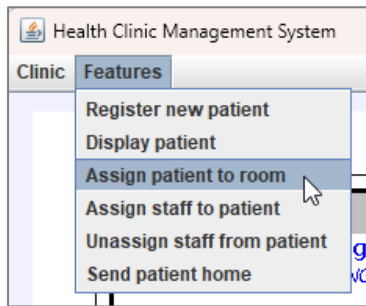 Health Clinic Management System
Clinic Features
Register new patient
Display patient
Assign patient to room
Assign staff to patient
Unassign staff from patient
Send patient home